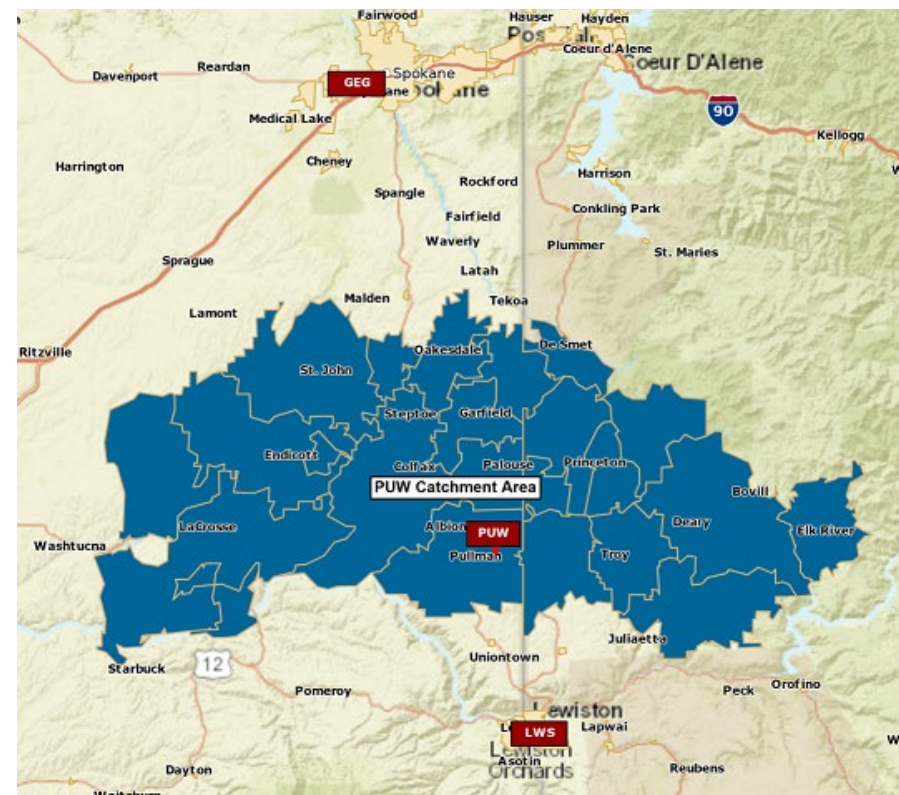 Fairwood
Hauser
Hayden
Coeur d'Alene
Coeur D'Alene
Davenport
Reardan
GEG
Spokane
90
Medical Lake
Kellogg
Harrington
Cheney
Harrison
Rockford
Spangle
Conkling Park
Fairfield
Waverly
Plummer
St. Maries
Sprague
Latah
Malden
Tekoa
Lamont
Ritzville
Oakesdale
De Smet
St. John
Steptoe
Garfield
Endicott
Colfax
Palouse
Princeton
PUW Catchment Area
Bovill
LaCrosse
Albion
PUW
Deary
Elk River
Washtucna
Pullman
Troy
Juliaetta
Starbuck
12
Uniontown
Pomeroy
Peck
Orofino
Lewiston
LWS
Lapwai
Asotin
Lewiston
Orchards
Dayton
Reubens